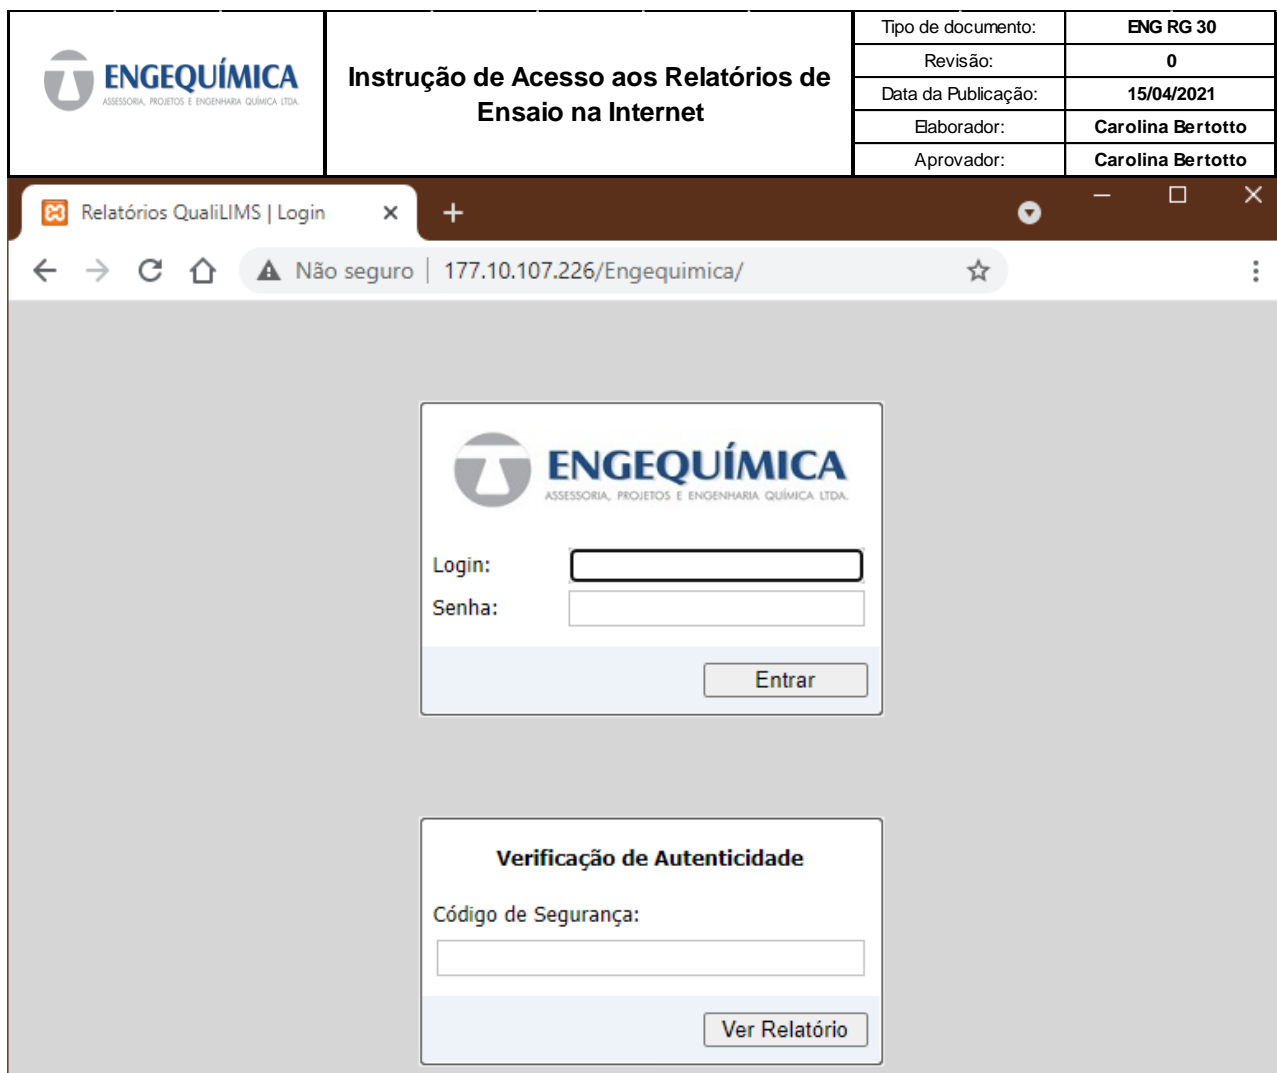 ENGEQUÍMICA
ASSESSORIA, PROJETOS E ENGENHARIA QUÍMICA LTDA.
Instrução de Acesso aos Relatórios de
Ensaio na Internet
Tipo de documento: ENG RG 30
Revisão: 0
Data da Publicação: 15/04/2021
Elaborador: Carolina Bertotto
Aprovador: Carolina Bertotto
Relatórios QualiLIMS | Login
Não seguro | 177.10.107.226/Engequimica/
ENGEQUÍMICA
ASSESSORIA, PROJETOS E ENGENHARIA QUÍMICA LTDA.
Login:
Senha:
Entrar
Verificação de Autenticidade
Código de Segurança:
Ver Relatório